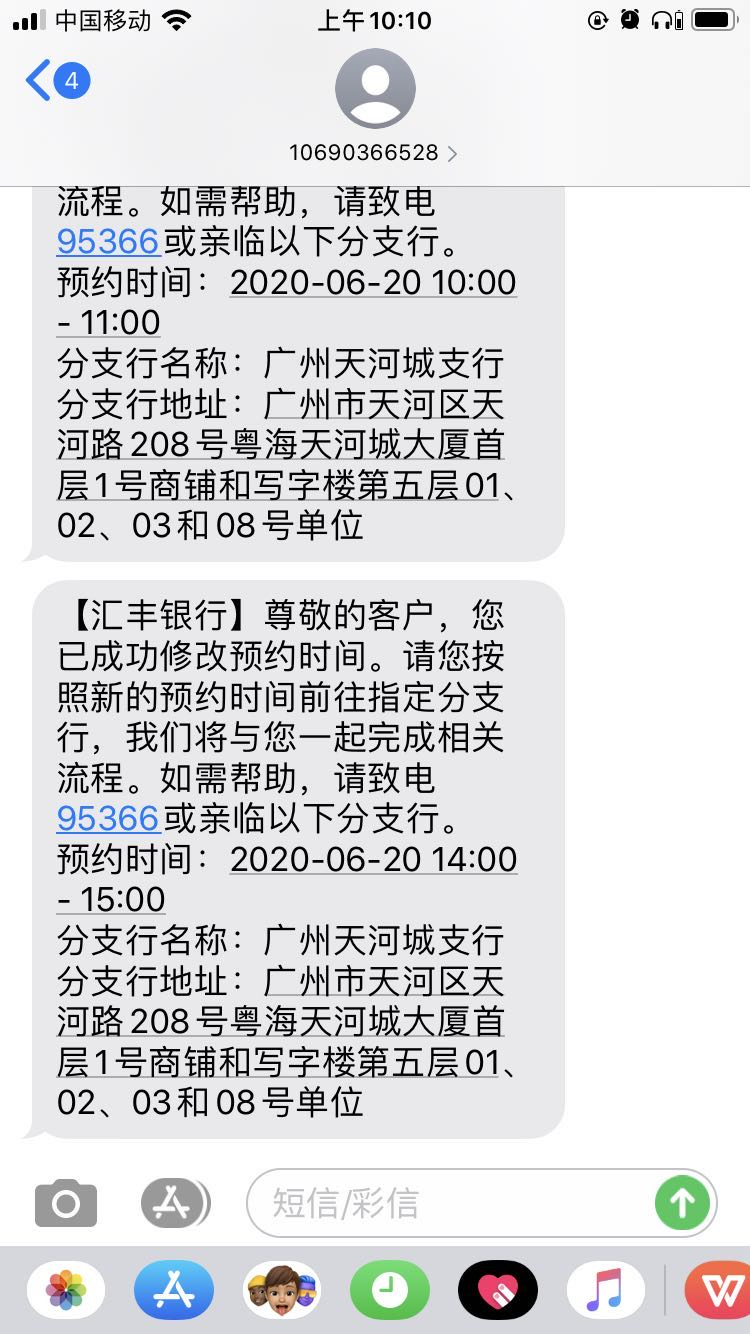 中国移动
上午10:10
4
10690366528
流程。如需帮助，请致电
95366或亲临以下分支行。
预约时间：2020-06-20 10:00
- 11:00
分支行名称：广州天河城支行
分支行地址：广州市天河区天
河路208号粤海天河城大厦首
层1号商铺和写字楼第五层01、
02、03和08号单位
【汇丰银行】尊敬的客户，您
已成功修改预约时间。请您按
照新的预约时间前往指定分支
行，我们将与您一起完成相关
流程。如需帮助，请致电
95366或亲临以下分支行。
预约时间：2020-06-20 14:00
- 15:00
分支行名称：广州天河城支行
分支行地址：广州市天河区天
河路208号粤海天河城大厦首
层1号商铺和写字楼第五层01、
02、03和08号单位
短信/彩信